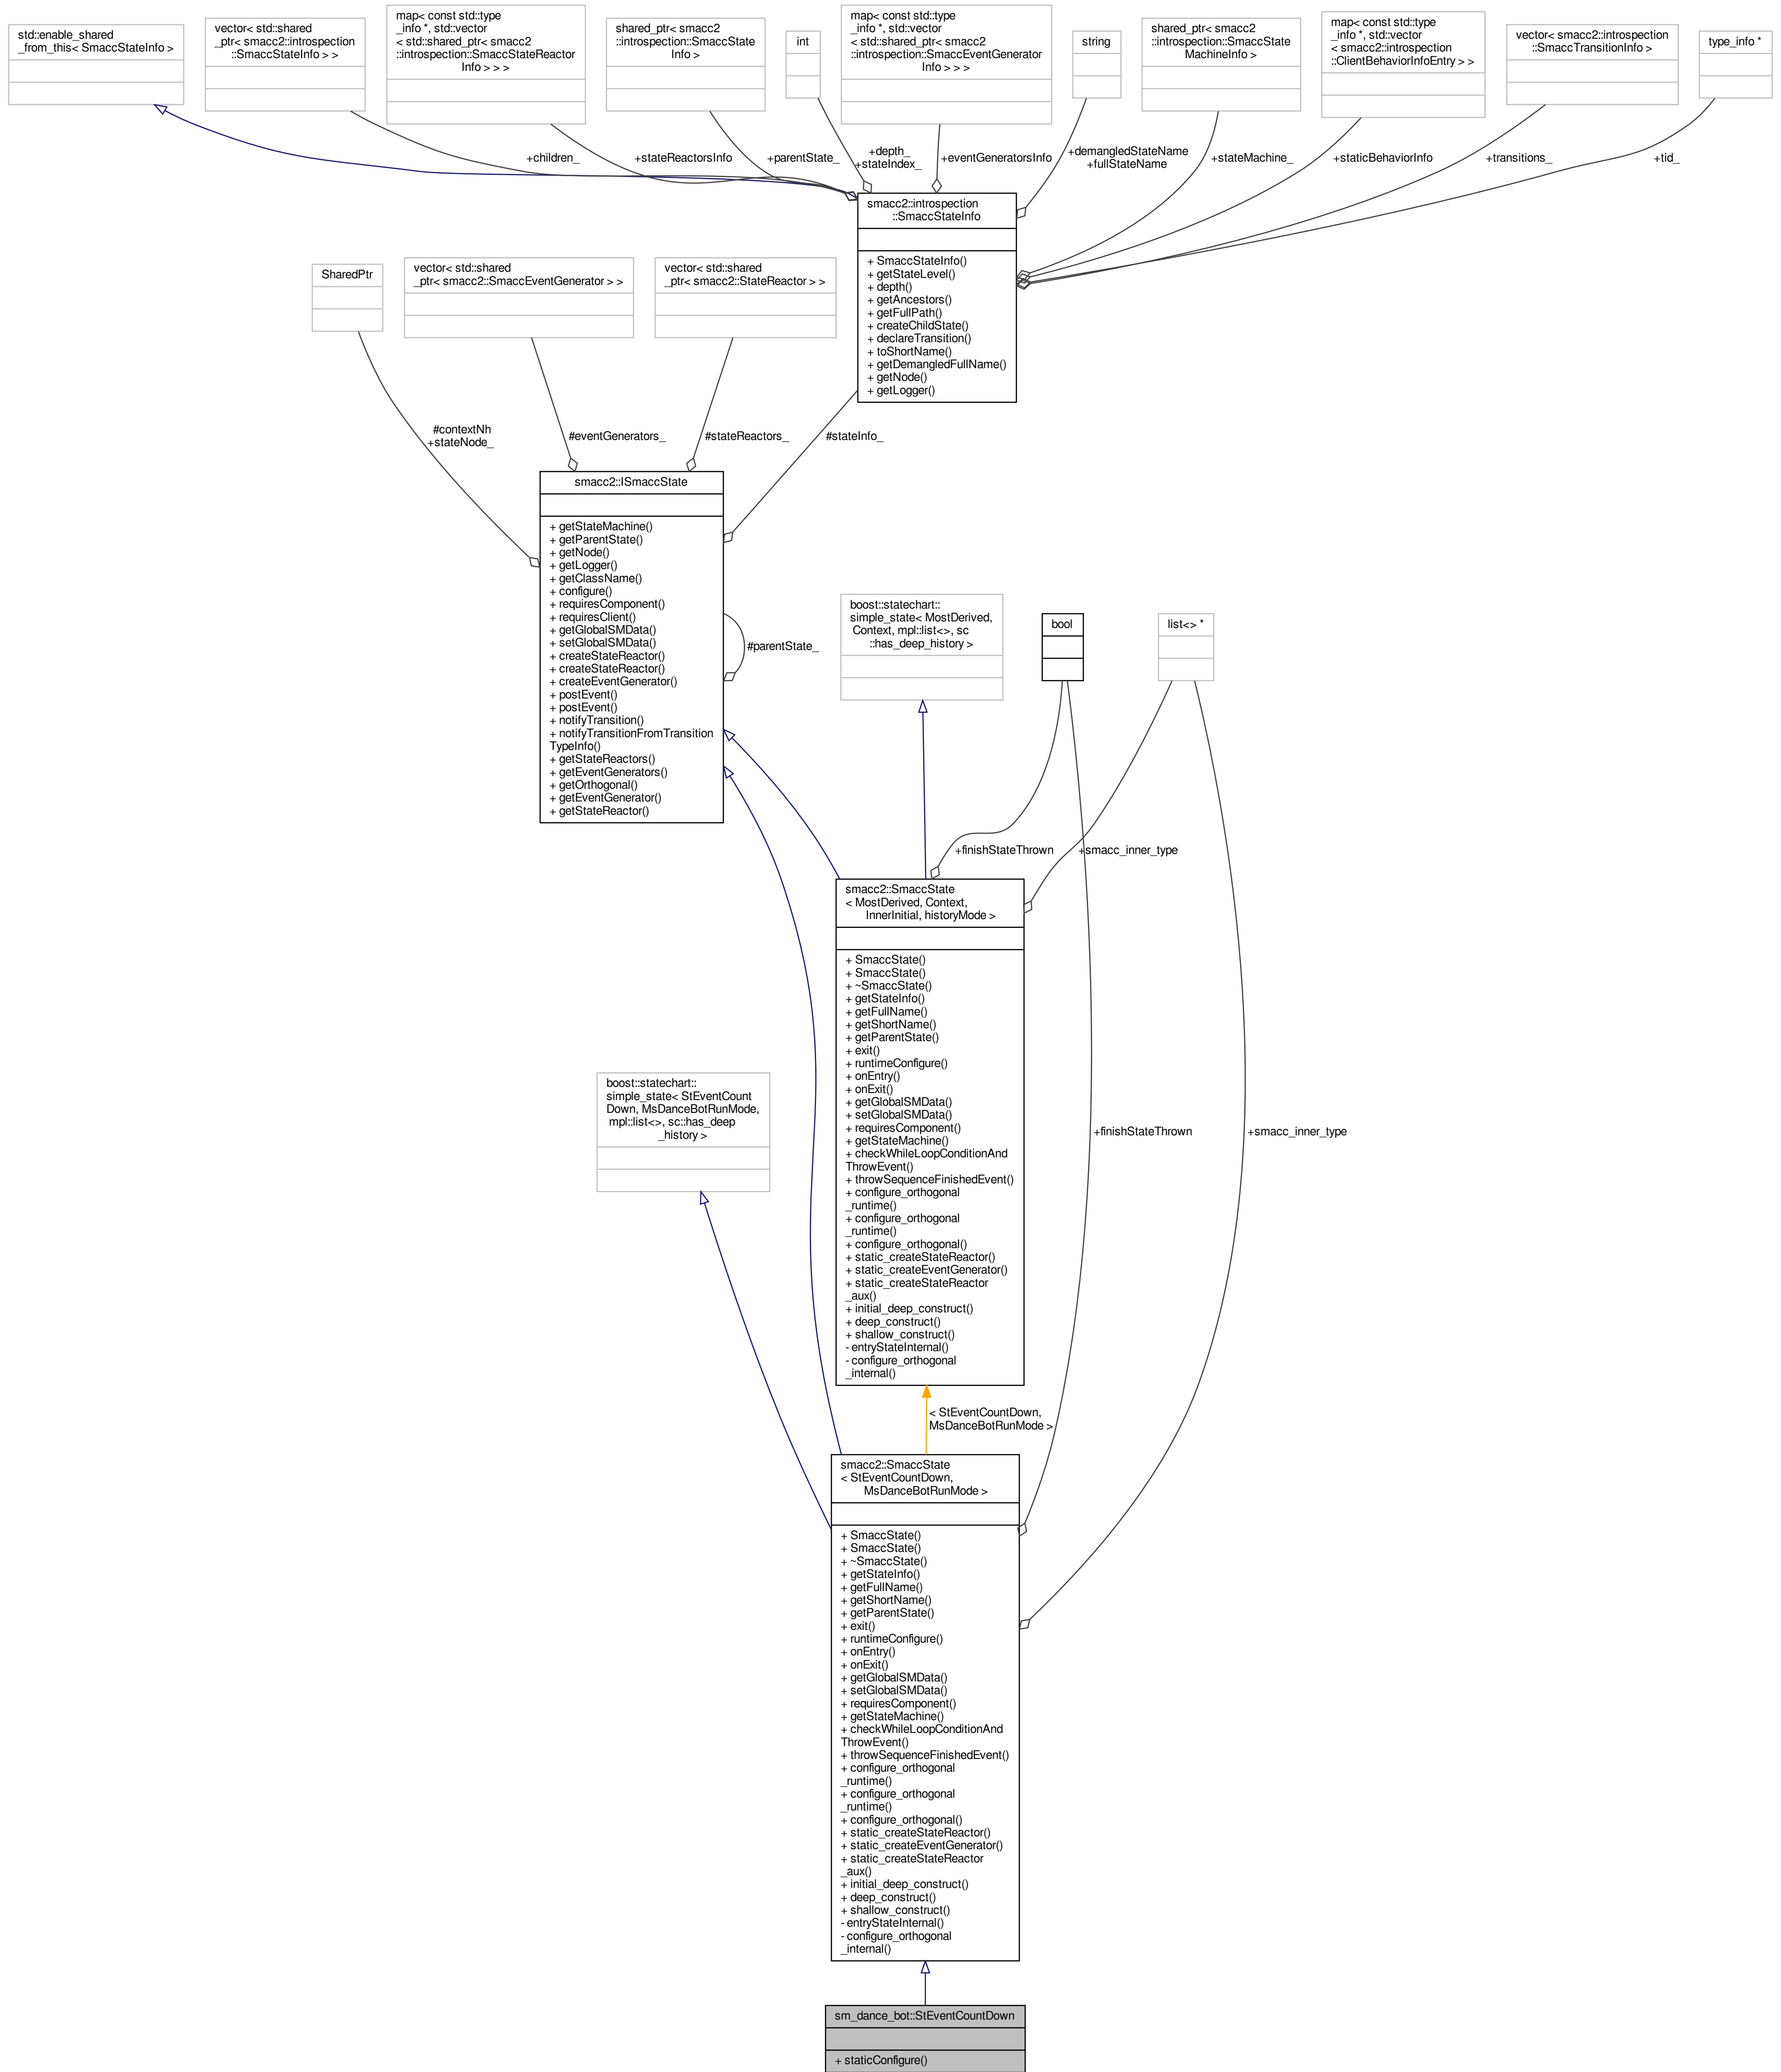 std::enable_shared
_from_this< SmaccStateInfo >
vector< std::shared
_ptr< smacc2::introspection
::SmaccStateInfo > >
map< const std::type
_info *, std::vector
< std::shared_ptr< smacc2
::introspection::SmaccStateReactor
Info > > >
shared_ptr< smacc2
::introspection::SmaccState
Info >
int
map< const std::type
_info *, std::vector
< std::shared_ptr< smacc2
::introspection::SmaccEventGenerator
Info > > >
string
shared_ptr< smacc2
::introspection::SmaccState
MachineInfo >
map< const std::type
_info *, std::vector
< smacc2::introspection
::ClientBehaviorInfoEntry > >
vector< smacc2::introspection
::SmaccTransitionInfo >
type_info *
+children_
+stateReactorsInfo
+parentState_
+depth_
+stateIndex_
+eventGeneratorsInfo
+demangledStateName
+fullStateName
+stateMachine_
+staticBehaviorInfo
+transitions_
+tid_
smacc2::introspection
::SmaccStateInfo
+ SmaccStateInfo()
+ getStateLevel()
+ depth()
+ getAncestors()
+ getFullPath()
+ createChildState()
+ declareTransition()
+ toShortName()
+ getDemangledFullName()
+ getNode()
+ getLogger()
SharedPtr
vector< std::shared
_ptr< smacc2::SmaccEventGenerator > >
vector< std::shared
_ptr< smacc2::StateReactor > >
#contextNh
+stateNode_
#eventGenerators_
#stateReactors_
#stateInfo_
smacc2::ISmaccState
+ getStateMachine()
+ getParentState()
+ getNode()
+ getLogger()
+ getClassName()
+ configure()
+ requiresComponent()
+ requiresClient()
+ getGlobalSMData()
+ setGlobalSMData()
+ createStateReactor()
+ createStateReactor()
+ createEventGenerator()
+ postEvent()
+ postEvent()
+ notifyTransition()
+ notifyTransitionFromTransition
TypeInfo()
+ getStateReactors()
+ getEventGenerators()
+ getOrthogonal()
+ getEventGenerator()
+ getStateReactor()
#parentState_
boost::statechart::
simple_state< MostDerived,
Context, mpl::list<>, sc
::has_deep_history >
bool
list<> *
+finishStateThrown
+smacc_inner_type
smacc2::SmaccState
< MostDerived, Context,
InnerInitial, historyMode >
+ SmaccState()
+ SmaccState()
+ ~SmaccState()
+ getStateInfo()
+ getFullName()
+ getShortName()
+ getParentState()
+ exit()
+ runtimeConfigure()
+ onEntry()
+ onExit()
+ getGlobalSMData()
+ setGlobalSMData()
+ requiresComponent()
+ getStateMachine()
+ checkWhileLoopConditionAnd
ThrowEvent()
+ throwSequenceFinishedEvent()
+ configure_orthogonal
_runtime()
+ configure_orthogonal
_runtime()
+ configure_orthogonal()
+ static_createStateReactor()
+ static_createEventGenerator()
+ static_createStateReactor
_aux()
+ initial_deep_construct()
+ deep_construct()
+ shallow_construct()
- entryStateInternal()
- configure_orthogonal
_internal()
boost::statechart::
simple_state< StEventCount
Down, MsDanceBotRunMode,
mpl::list<>, sc::has_deep
_history >
+finishStateThrown
+smacc_inner_type
< StEventCountDown,
MsDanceBotRunMode >
smacc2::SmaccState
< StEventCountDown,
MsDanceBotRunMode >
+ SmaccState()
+ SmaccState()
+ ~SmaccState()
+ getStateInfo()
+ getFullName()
+ getShortName()
+ getParentState()
+ exit()
+ runtimeConfigure()
+ onEntry()
+ onExit()
+ getGlobalSMData()
+ setGlobalSMData()
+ requiresComponent()
+ getStateMachine()
+ checkWhileLoopConditionAnd
ThrowEvent()
+ throwSequenceFinishedEvent()
+ configure_orthogonal
_runtime()
+ configure_orthogonal
_runtime()
+ configure_orthogonal()
+ static_createStateReactor()
+ static_createEventGenerator()
+ static_createStateReactor
_aux()
+ initial_deep_construct()
+ deep_construct()
+ shallow_construct()
- entryStateInternal()
- configure_orthogonal
_internal()
sm_dance_bot::StEventCountDown
+ staticConfigure()